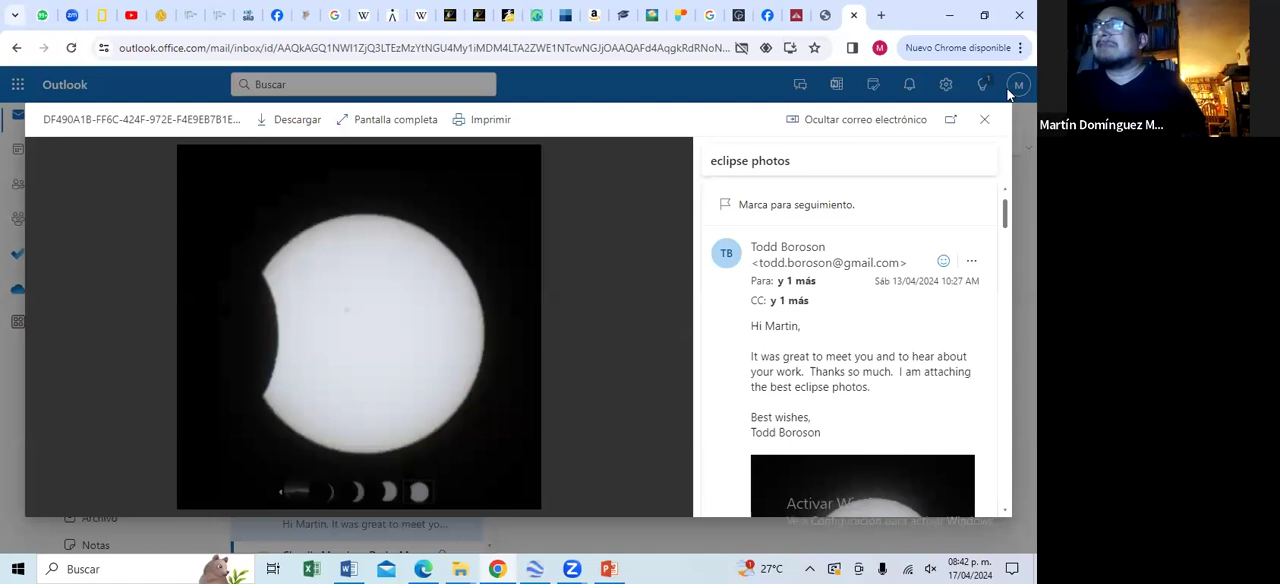 Nuevo Chrome disponible
outlook.office.com/mail/inbox/id/AAQkAGQ1NWI1ZjQ3LTEzMzYtNGU4My1iMDM4LTA2ZWE1NTcwNGJjOAAQAFd4AqgkRdRNoN...
M
Outlook
Buscar
1
M
DF490A1B-FF6C-424F-972E-F4E9EB7B1E...
Descargar
Pantalla completa
Imprimir
Ocultar correo electrónico
Martín Domínguez M...
eclipse photos
Marca para seguimiento.
TB
Todd Boroson
<todd.boroson@gmail.com>
Para: y 1 más
Sáb 13/04/2024 10:27 AM
CC: y 1 más
Hi Martin,
It was great to meet you and to hear about
your work. Thanks so much. I am attaching
the best eclipse photos.
Best wishes,
Todd Boroson
Activar
Ve a Configuración para activar Windows.
Archivo
Hi Martin, It was great to meet yo...
Notas
Buscar
27°C
08:42 p. m.
17/04/2024